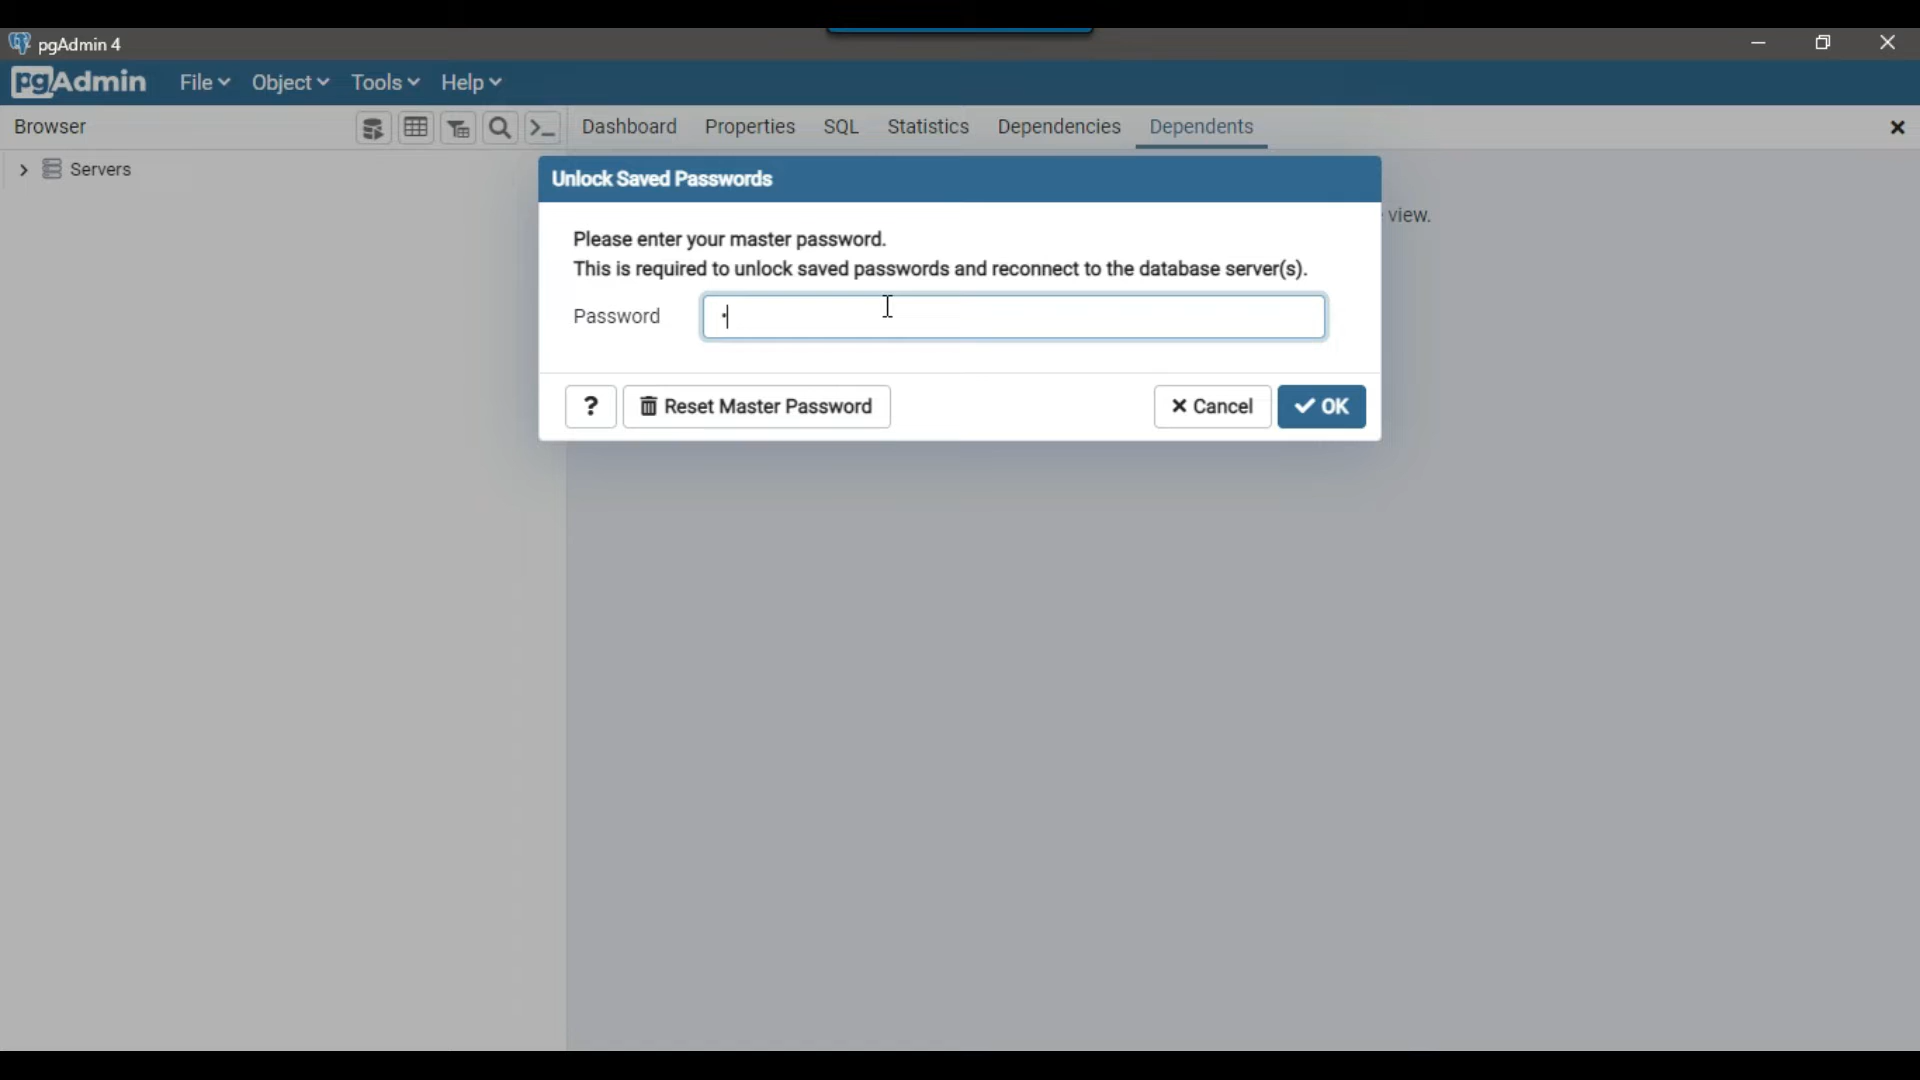 pgAdmin 4
pgAdmin File Object Tools Help
Browser Dashboard Properties SQL Statistics Dependencies Dependents
Servers
Unlock Saved Passwords
view.
Please enter your master password.
This is required to unlock saved passwords and reconnect to the database server(s).
Password
? Reset Master Password Cancel OK